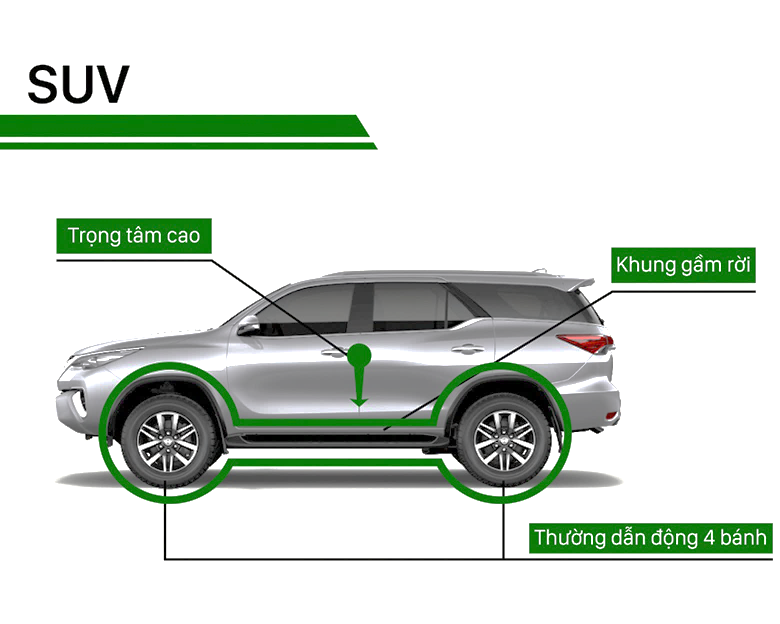 SUV
Trọng tâm cao
Khung gầm rời
Thường dẫn động 4 bánh